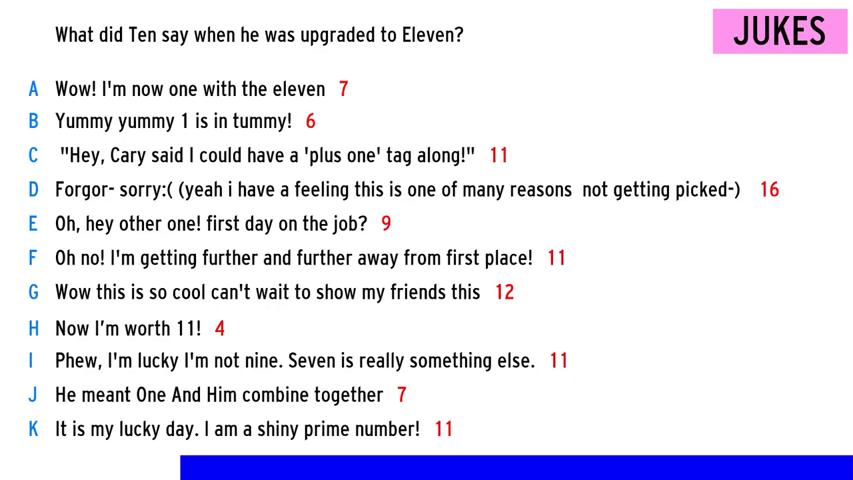 What did Ten say when he was upgraded to Eleven?
JUKES
A Wow! I'm now one with the eleven 7
B Yummy yummy 1 is in tummy! 6
C "Hey, Cary said I could have a 'plus one' tag along!" 11
D Forgor- sorry:( (yeah i have a feeling this is one of many reasons not getting picked-) 16
E Oh, hey other one! first day on the job? 9
F Oh no! I'm getting further and further away from first place! 11
G Wow this is so cool can't wait to show my friends this 12
H Now I’m worth 11! 4
I Phew, I'm lucky I'm not nine. Seven is really something else. 11
J He meant One And Him combine together 7
K It is my lucky day. I am a shiny prime number! 11